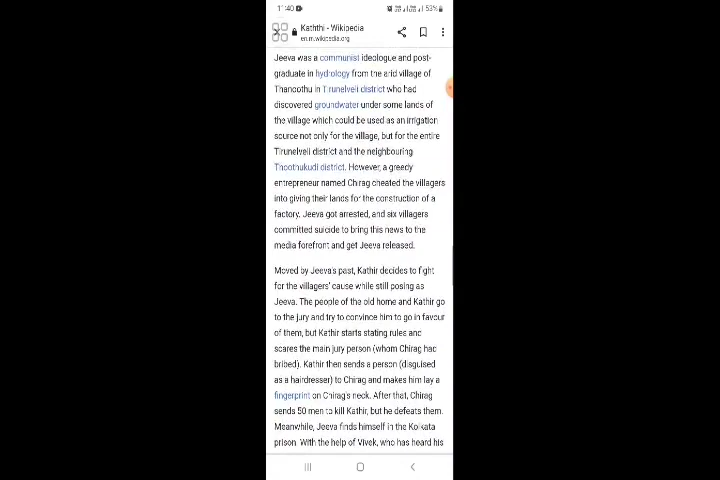 11:40
53%
Kaththi - Wikipedia
en.m.wikipedia.org
Jeeva was a communist ideologue and post-
graduate in hydrology from the arid village of
Thanoothu in Tirunelveli district who had
discovered groundwater under some lands of
the village which could be used as an irrigation
source not only for the village, but for the entire
Tirunelveli district and the neighbouring
Thoothukudi district. However, a greedy
entrepreneur named Chirag cheated the villagers
into giving their lands for the construction of a
factory. Jeeva got arrested, and six villagers
committed suicide to bring this news to the
media forefront and get Jeeva released.
Moved by Jeeva's past, Kathir decides to fight
for the villagers' cause while still posing as
Jeeva. The people of the old home and Kathir go
to the jury and try to convince him to go in favour
of them, but Kathir starts stating rules and
scares the main jury person (whom Chirag had
bribed). Kathir then sends a person (disguised
as a hairdresser) to Chirag and makes him lay a
fingerprint on Chirag's neck. After that, Chirag
sends 50 men to kill Kathir, but he defeats them.
Meanwhile, Jeeva finds himself in the Kolkata
prison. With the help of Vivek, who has heard his